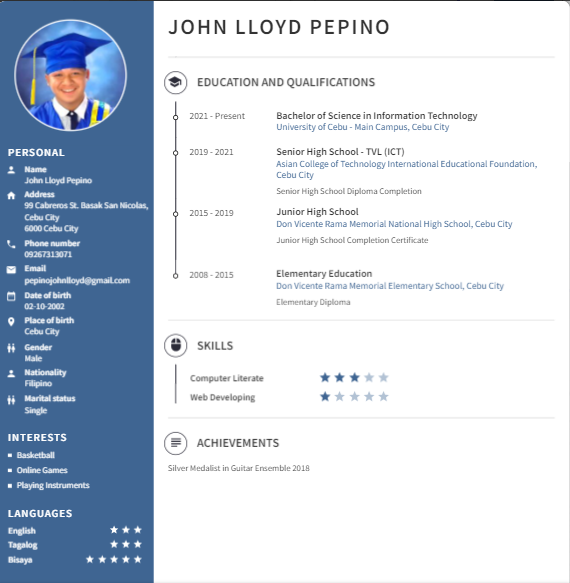 JOHN LLOYD PEPINO
PERSONAL
Name
John Lloyd Pepino
Address
99 Cabreros St. Basak San Nicolas,
Cebu City
6000 Cebu City
Phone number
09267313071
Email
pepinojohnlloyd@gmail.com
Date of birth
02-10-2002
Place of birth
Cebu City
Gender
Male
Nationality
Filipino
Marital status
Single
INTERESTS
Basketball
Online Games
Playing Instruments
LANGUAGES
English
Tagalog
Bisaya
EDUCATION AND QUALIFICATIONS
2021 - Present Bachelor of Science in Information Technology
University of Cebu - Main Campus, Cebu City
2019 - 2021 Senior High School - TVL (ICT)
Asian College of Technology International Educational Foundation,
Cebu City
Senior High School Diploma Completion
2015 - 2019 Junior High School
Don Vicente Rama Memorial National High School, Cebu City
Junior High School Completion Certificate
2008 - 2015 Elementary Education
Don Vicente Rama Memorial Elementary School, Cebu City
Elementary Diploma
SKILLS
Computer Literate
Web Developing
ACHIEVEMENTS
Silver Medalist in Guitar Ensemble 2018